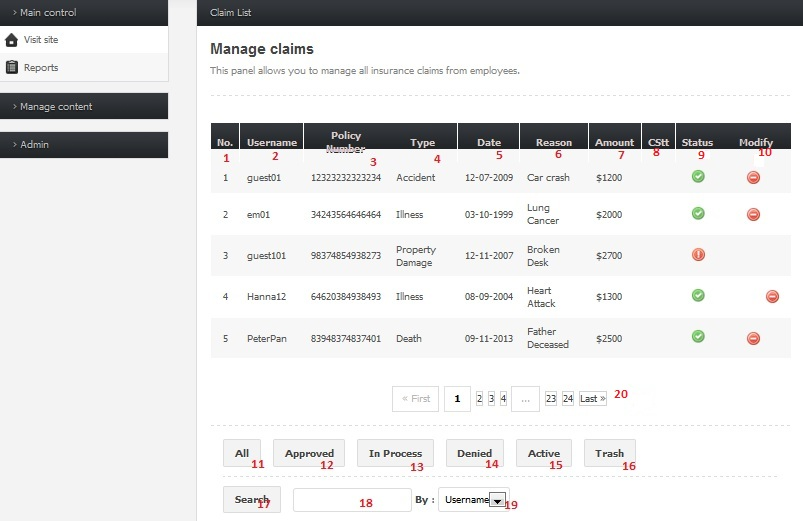 › Main control
Claim List
Visit site
Reports
› Manage content
› Admin
Manage claims
This panel allows you to manage all insurance claims from employees.
No. Username Policy Number Type Date Reason Amount CStt Status Modify
1 2 3 4 5 6 7 8 9 10
1 guest01 12323232323234 Accident 12-07-2009 Car crash $1200
2 em01 34243564646464 Illness 03-10-1999 Lung Cancer $2000
3 guest101 98374854938273 Property Damage 12-11-2007 Broken Desk $2700
4 Hanna12 64620384938493 Illness 08-09-2004 Heart Attack $1300
5 PeterPan 83948374837401 Death 09-11-2013 Father Deceased $2500
« First 1 2 3 4 ... 23 24 Last » 20
All Approved In Process Denied Active Trash
11 12 13 14 15 16
Search By : Username
17 18 19